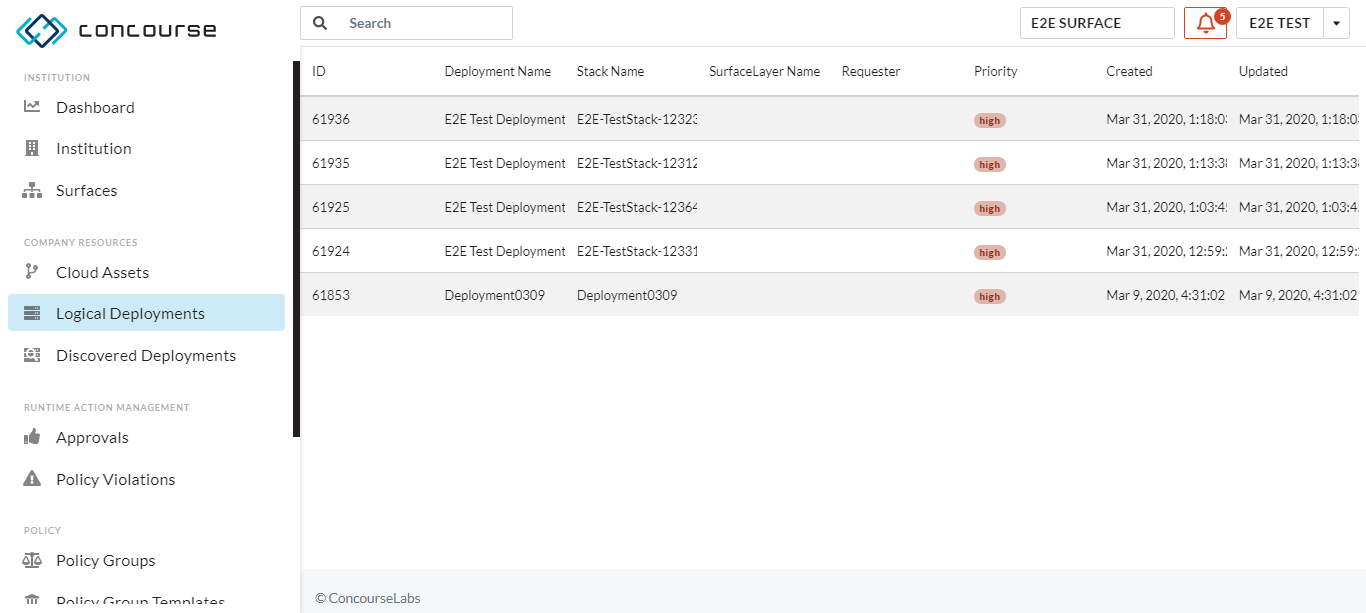 concourse
Search
E2E SURFACE
5
E2E TEST
INSTITUTION
Dashboard
Institution
Surfaces
COMPANY RESOURCES
Cloud Assets
Logical Deployments
Discovered Deployments
RUNTIME ACTION MANAGEMENT
Approvals
Policy Violations
POLICY
Policy Groups
Policy Group Templates
ID Deployment Name Stack Name SurfaceLayer Name Requester Priority Created Updated
61936 E2E Test Deployment E2E-TestStack-12323 high Mar 31, 2020, 1:18:0 Mar 31, 2020, 1:18:0
61935 E2E Test Deployment E2E-TestStack-12312 high Mar 31, 2020, 1:13:3 Mar 31, 2020, 1:13:3
61925 E2E Test Deployment E2E-TestStack-12364 high Mar 31, 2020, 1:03:4 Mar 31, 2020, 1:03:4
61924 E2E Test Deployment E2E-TestStack-12331 high Mar 31, 2020, 12:59: Mar 31, 2020, 12:59:
61853 Deployment0309 Deployment0309 high Mar 9, 2020, 4:31:02 Mar 9, 2020, 4:31:02
© ConcourseLabs